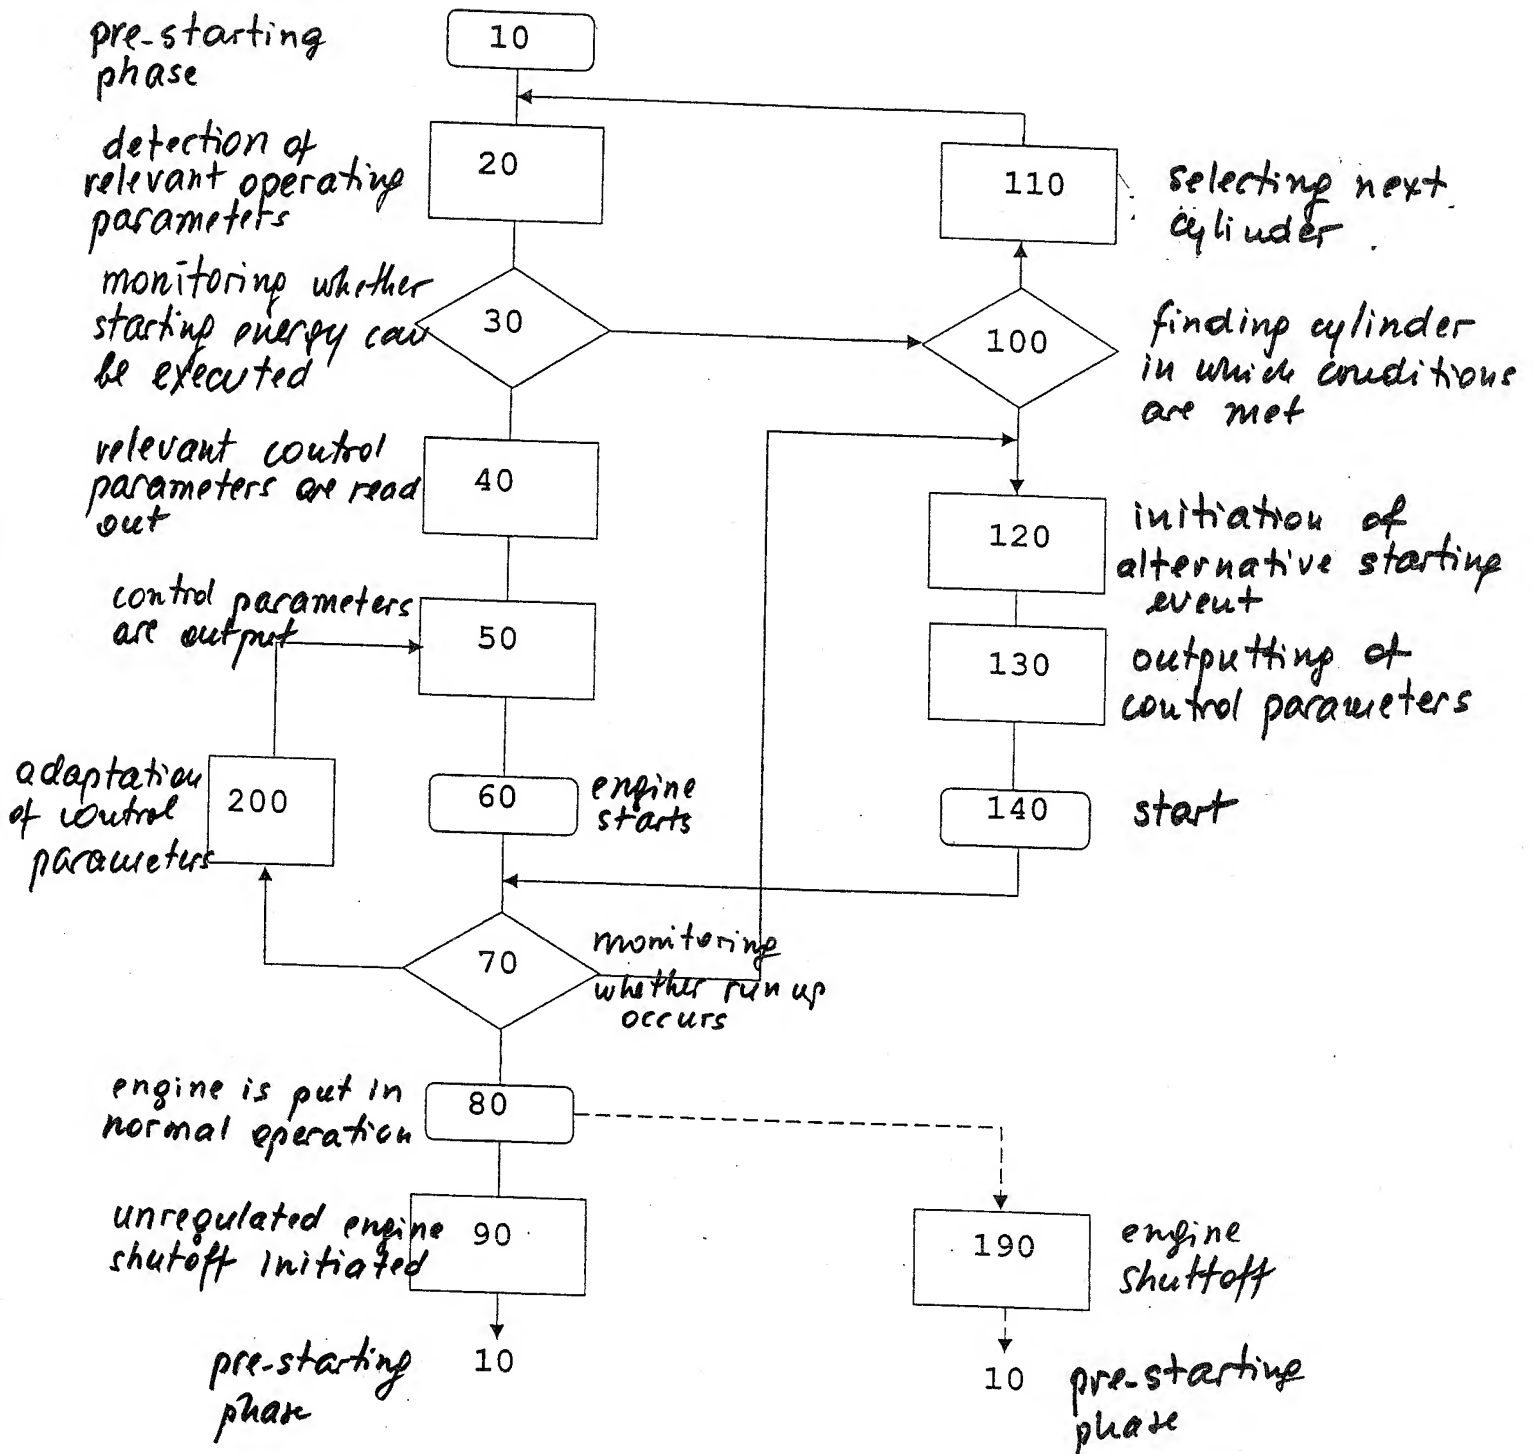 pre-starting
phase
10
detection of
relevant operating
parameters
20
110
selecting next
cylinder
monitoring whether
starting energy can
be executed
30
100
finding cylinder
in which conditions
are met
relevant control
parameters are read
out
40
120
initiation of
alternative starting
event
control parameters
are output
50
130
outputting of
control parameters
adaptation
of control
parameters
200
60
engine
starts
140
start
70
monitoring
whether run up
occurs
engine is put in
normal operation
80
unregulated engine
shutoff initiated
90
190
engine
shuttoff
pre-starting
phase
10
10
pre-starting
phase